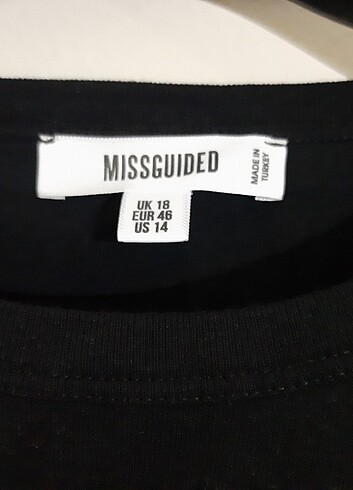 MISSGUIDED
MADE IN
TURKEY
UK 18
EUR 46
US 14